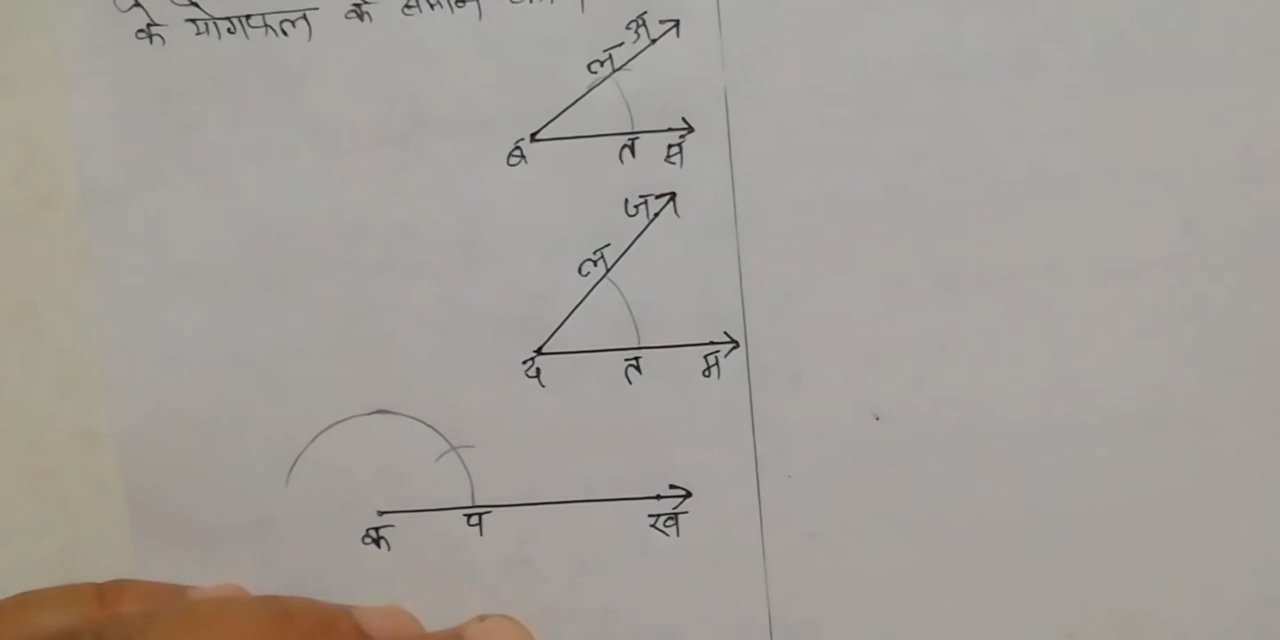 के योगफल के समान
अ
ल
ब त स
ज
ल
द त म
क प ख